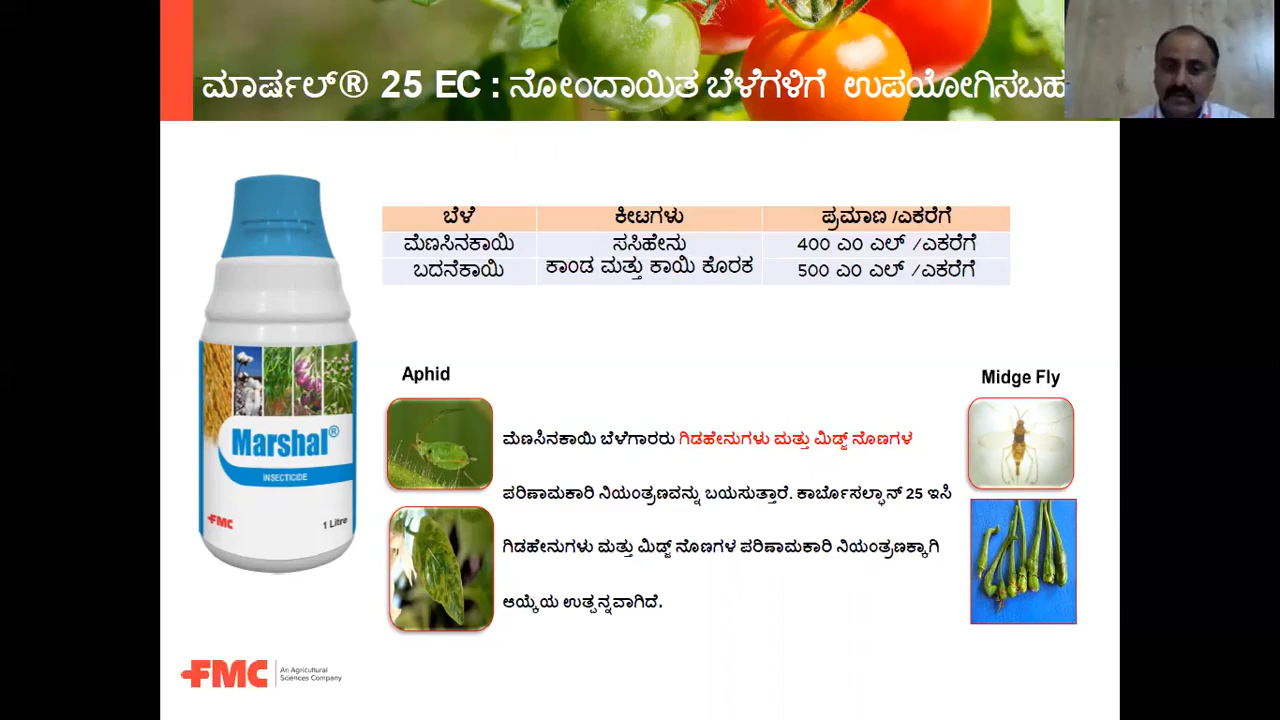 ಮಾರ್ಷಲ್® 25 EC : ನೋಂದಾಯಿತ ಬೆಳೆಗಳಿಗೆ ಉಪಯೋಗಿಸಬಹ
ಬೆಳೆ ಕೀಟಗಳು ಪ್ರಮಾಣ /ಎಕರೆಗೆ
ಮೆಣಸಿನಕಾಯಿ ಸಸಿಹೇನು 400 ಎಂ ಎಲ್ /ಎಕರೆಗೆ
ಬದನೆಕಾಯಿ ಕಾಂಡ ಮತ್ತು ಕಾಯಿ ಕೊರಕ 500 ಎಂ ಎಲ್ /ಎಕರೆಗೆ
Aphid
Midge Fly
ಮೆಣಸಿನಕಾಯಿ ಬೆಳೆಗಾರರು ಗಿಡಹೇನುಗಳು ಮತ್ತು ಮಿಡ್ಜ್ ನೊಣಗಳ
ಪರಿಣಾಮಕಾರಿ ನಿಯಂತ್ರಣವನ್ನು ಬಯಸುತ್ತಾರೆ. ಕಾರ್ಬೊಸಲ್ಫಾನ್ 25 ಇಸಿ
ಗಿಡಹೇನುಗಳು ಮತ್ತು ಮಿಡ್ಜ್ ನೊಣಗಳ ಪರಿಣಾಮಕಾರಿ ನಿಯಂತ್ರಣಕ್ಕಾಗಿ
ಆಯ್ಕೆಯ ಉತ್ಪನ್ನವಾಗಿದೆ.
Marshal®
INSECTICIDE
FMC 1 Litre
FMC An Agricultural
Sciences Company